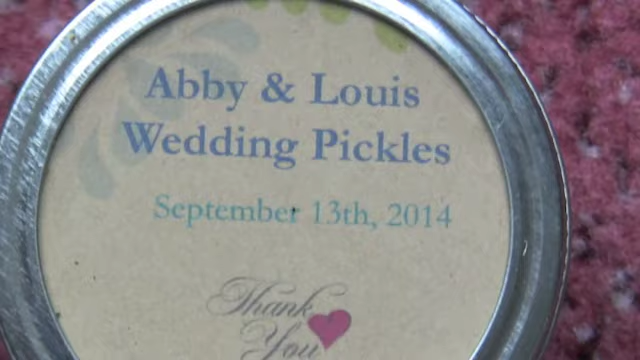 Abby & Louis
Wedding Pickles
September 13th, 2014
Thank
You